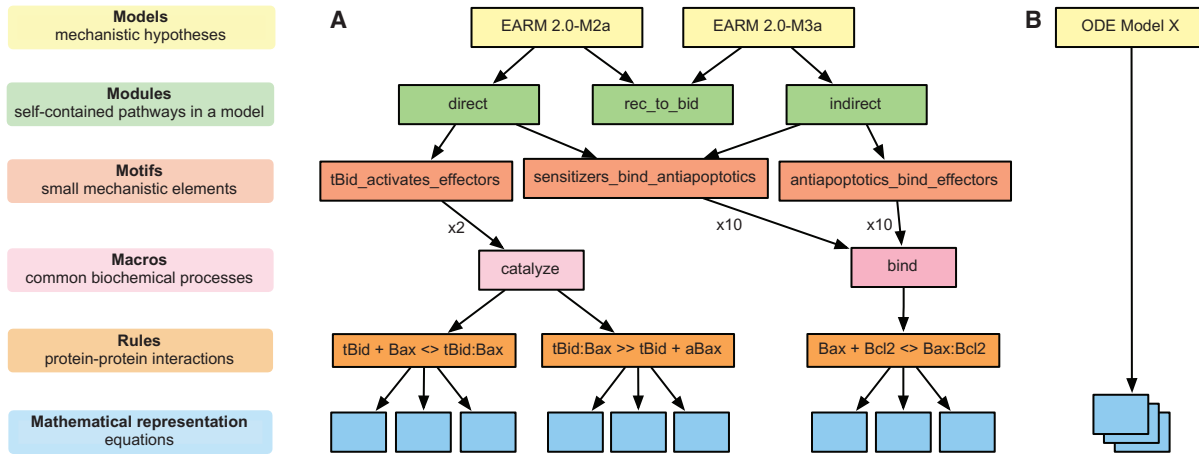 Models
mechanistic hypotheses
Modules
self-contained pathways in a model
Motifs
small mechanistic elements
Macros
common biochemical processes
Rules
protein-protein interactions
Mathematical representation
equations
A
EARM 2.0-M2a
EARM 2.0-M3a
direct
rec_to_bid
indirect
tBid_activates_effectors
sensitizers_bind_antiapoptotics
antiapoptotics_bind_effectors
x2
x10
x10
catalyze
bind
tBid + Bax <> tBid:Bax
tBid:Bax >> tBid + aBax
Bax + Bcl2 <> Bax:Bcl2
B
ODE Model X